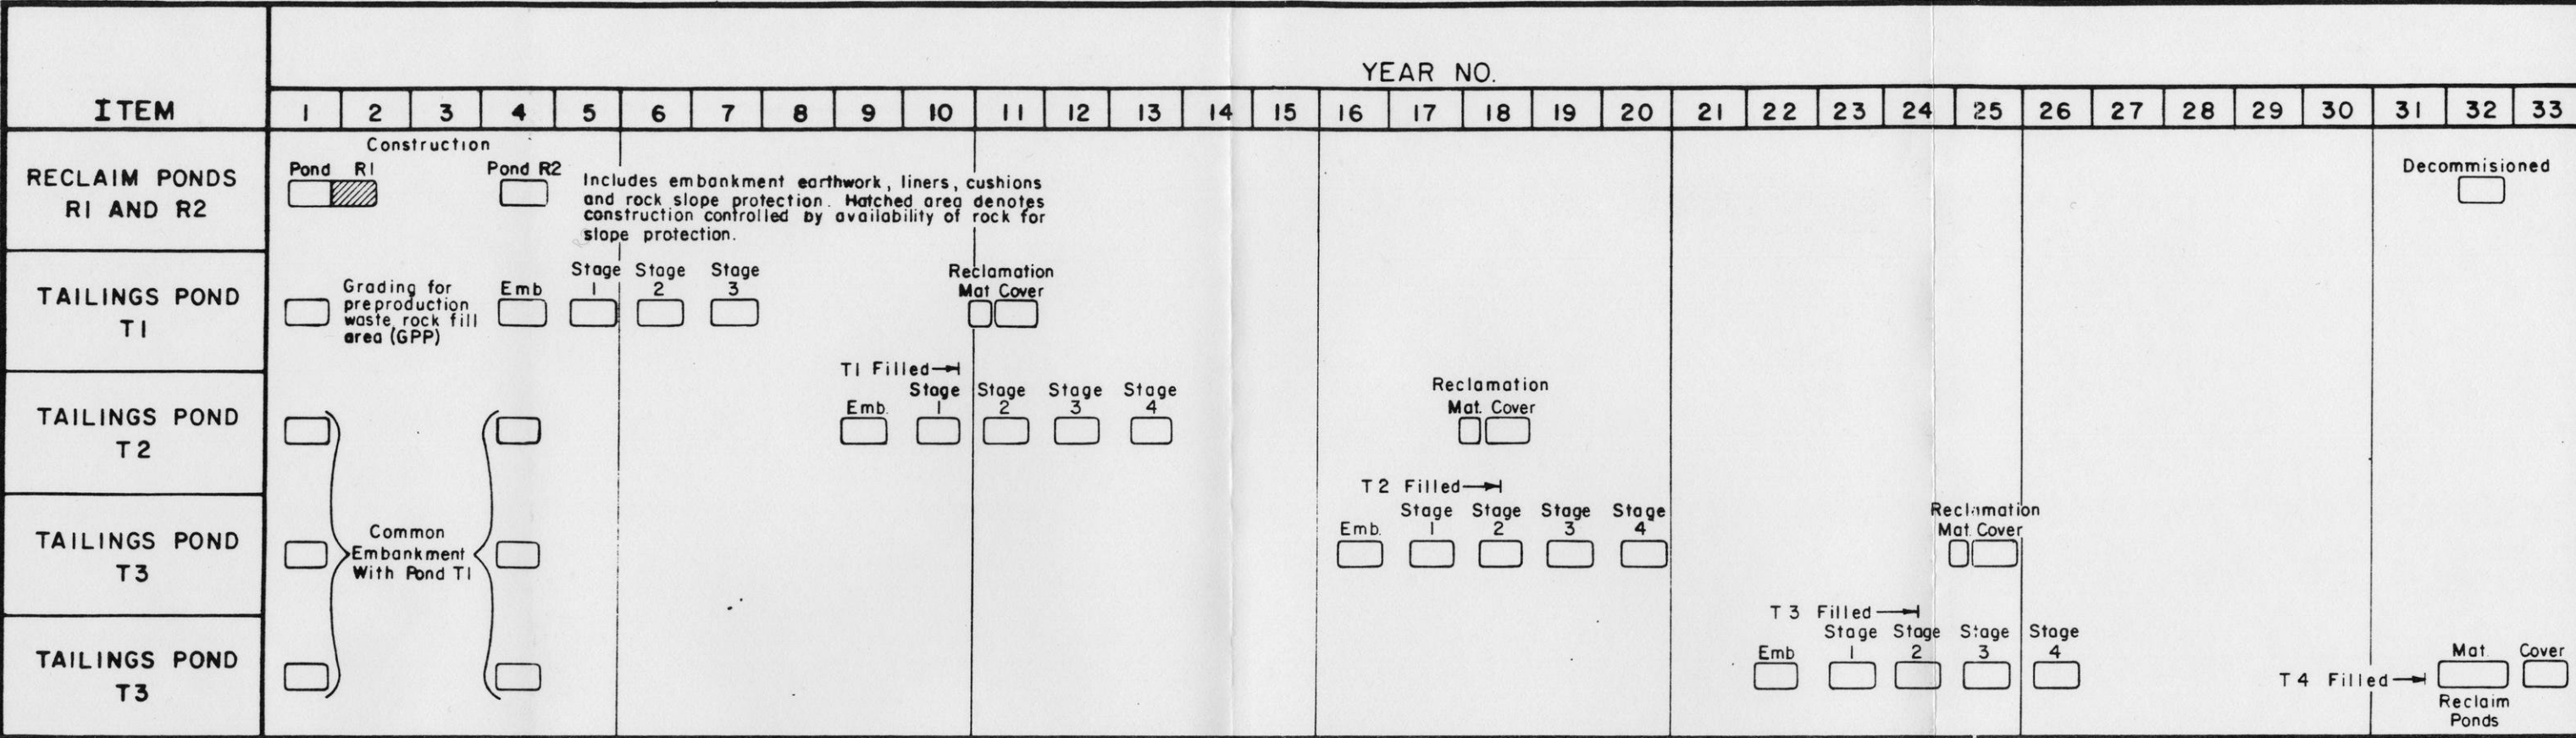 YEAR NO.
ITEM
1 2 3 4 5 6 7 8 9 10 11 12 13 14 15 16 17 18 19 20 21 22 23 24 25 26 27 28 29 30 31 32 33
RECLAIM PONDS
R1 AND R2
Construction
Pond R1
Pond R2
Includes embankment earthwork, liners, cushions
and rock slope protection. Hatched area denotes
construction controlled by availability of rock for
slope protection.
Decommisioned
TAILINGS POND
T1
Grading for
preproduction
waste rock fill
area (GPP)
Emb
Stage
1
Stage
2
Stage
3
Reclamation
Mat Cover
T1 Filled
TAILINGS POND
T2
Emb.
Stage
1
Stage
2
Stage
3
Stage
4
Reclamation
Mat. Cover
T2 Filled
TAILINGS POND
T3
Common
Embankment
With Pond T1
Emb.
Stage
1
Stage
2
Stage
3
Stage
4
Reclamation
Mat. Cover
T3 Filled
TAILINGS POND
T3
Emb
Stage
1
Stage
2
Stage
3
Stage
4
T4 Filled
Mat.
Cover
Reclaim
Ponds